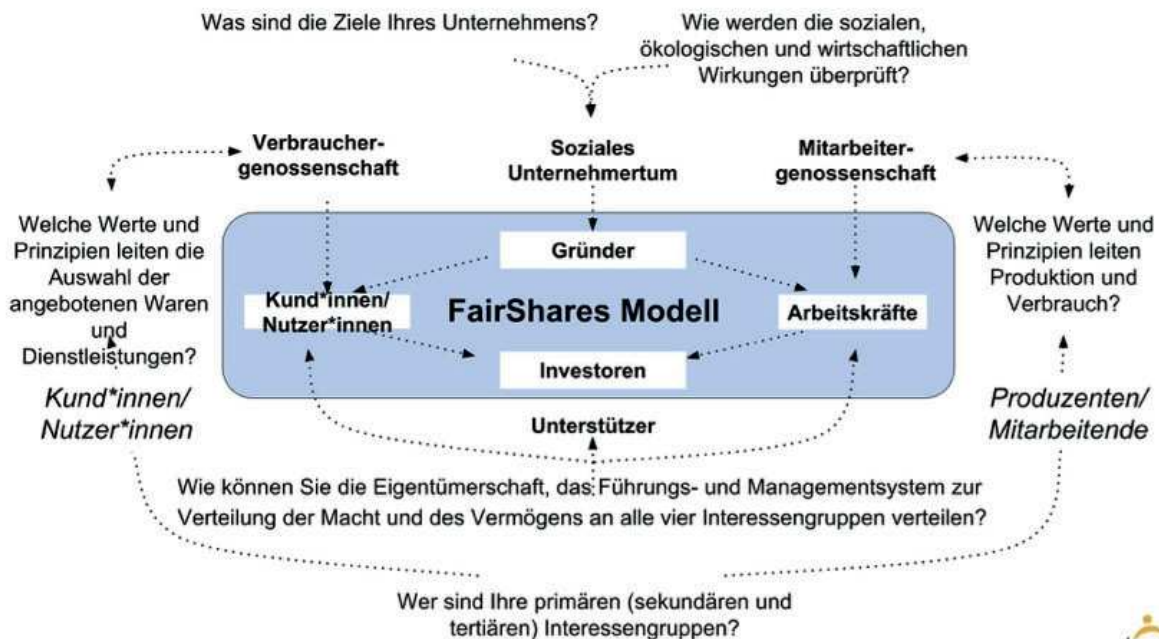 Was sind die Ziele Ihres Unternehmens?
Wie werden die sozialen,
ökologischen und wirtschaftlichen
Wirkungen überprüft?
Verbraucher-
genossenschaft
Soziales
Unternehmertum
Mitarbeiter-
genossenschaft
Welche Werte und
Prinzipien leiten die
Auswahl der
angebotenen Waren
und
Dienstleistungen?
Kund*innen/
Nutzer*innen
Gründer
Kund*innen/
Nutzer*innen
FairShares Modell
Arbeitskräfte
Investoren
Unterstützer
Welche Werte und
Prinzipien leiten
Produktion und
Verbrauch?
Produzenten/
Mitarbeitende
Wie können Sie die Eigentümerschaft, das Führungs- und Managementsystem zur
Verteilung der Macht und des Vermögens an alle vier Interessengruppen verteilen?
Wer sind Ihre primären (sekundären und
tertiären) Interessengruppen?